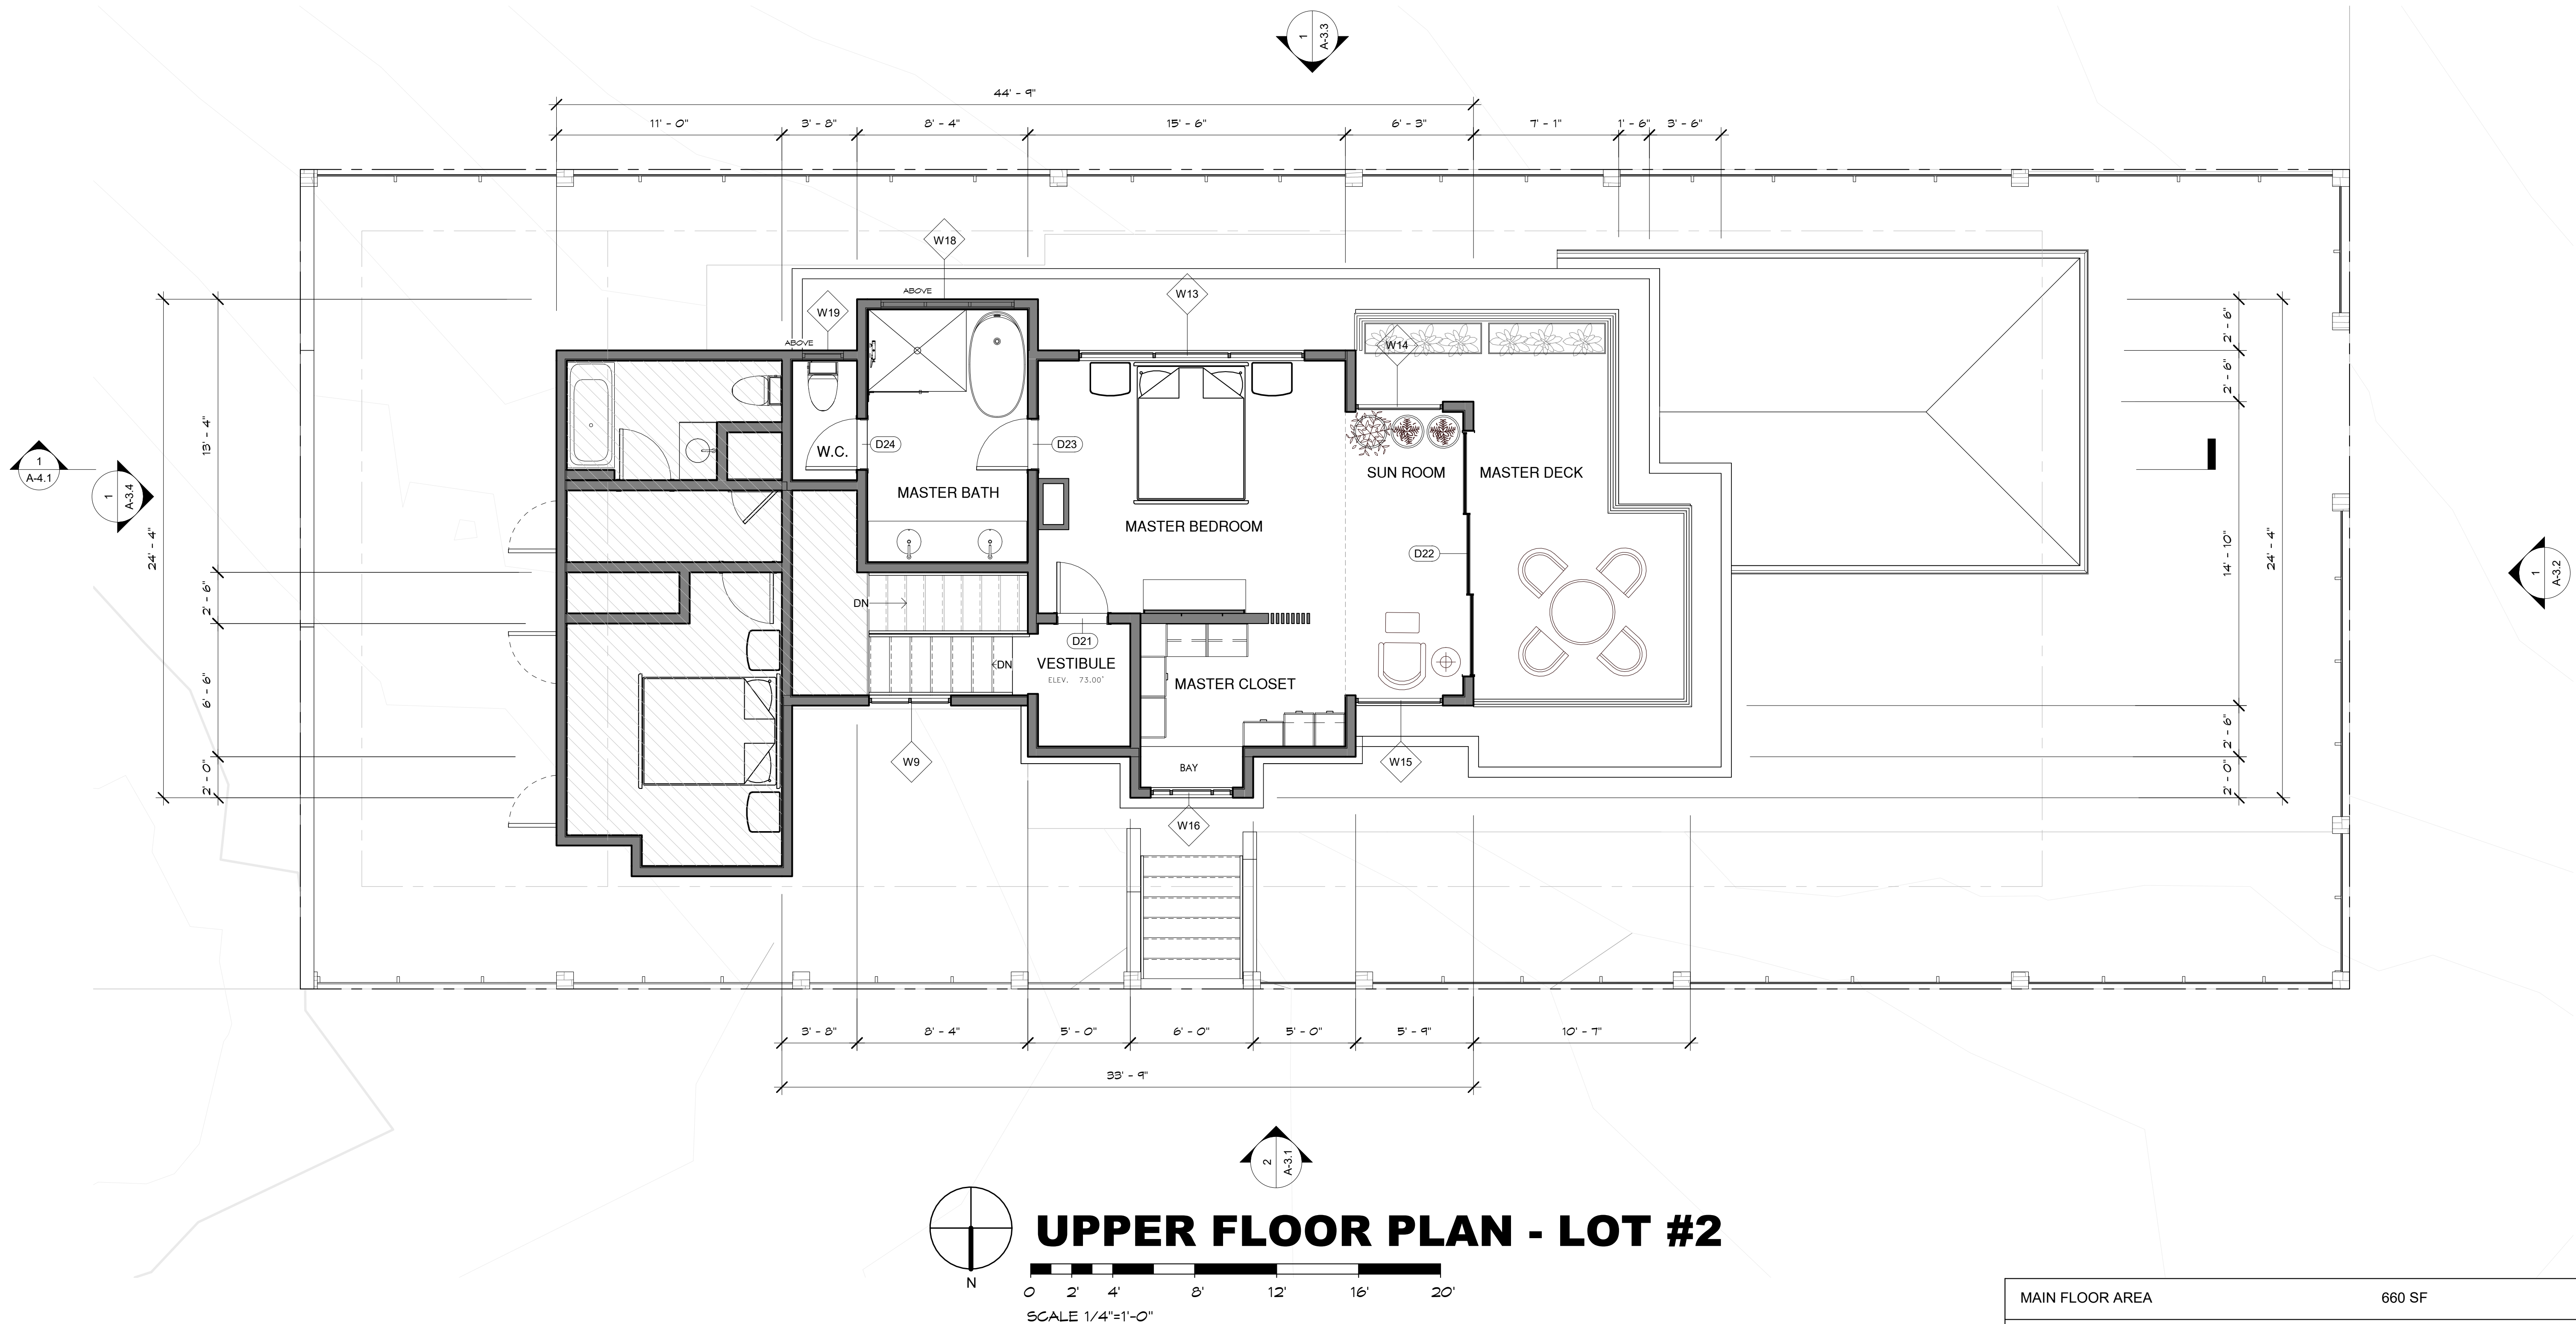 1
A-3.3
44' - 9"
11' - 0"
3' - 8"
8' - 4"
15' - 6"
6' - 3"
7' - 1"
1' - 6"
3' - 6"
W18
ABOVE
W13
W19
ABOVE
W14
2' - 6"
2' - 6"
13' - 4"
D24
D23
W.C.
SUN ROOM
MASTER DECK
1
A-4.1
1
A-3.4
MASTER BATH
MASTER BEDROOM
24' - 4"
D22
14' - 10"
24' - 4"
1
A-3.2
2' - 6"
DN
D21
DN
VESTIBULE
ELEV. 73.00'
MASTER CLOSET
6' - 6"
2' - 6"
W9
BAY
W15
2' - 0"
2' - 0"
W16
3' - 8"
8' - 4"
5' - 0"
6' - 0"
5' - 0"
5' - 9"
10' - 7"
33' - 9"
2
A-3.1
UPPER FLOOR PLAN - LOT #2
N
0 2' 4' 8' 12' 16' 20'
SCALE 1/4"=1'-0"
MAIN FLOOR AREA 660 SF